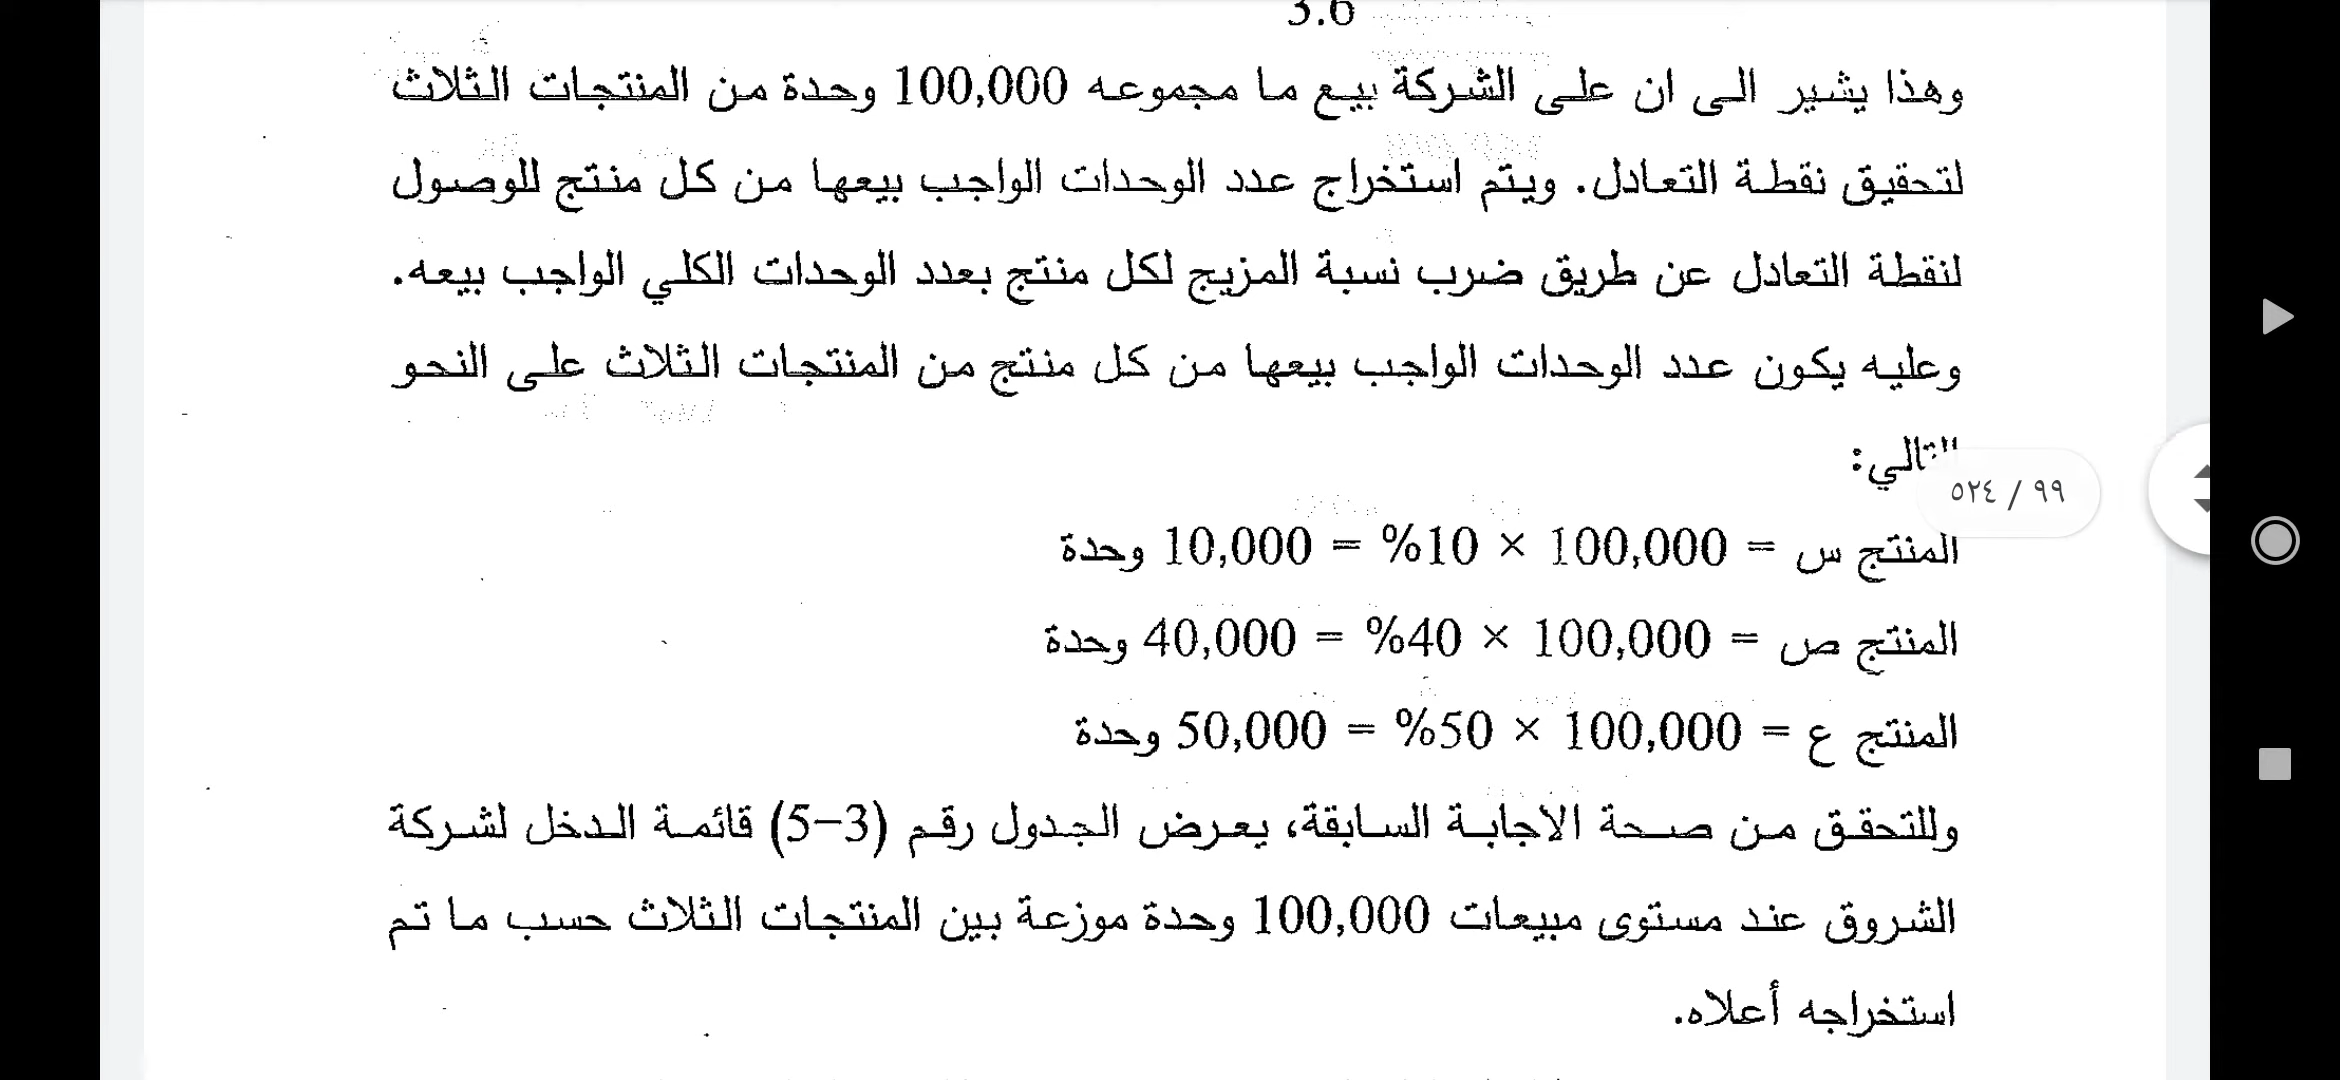 3.6
وهذا يشير الى ان على الشركة بيع ما مجموعه 100,000 وحدة من المنتجات الثلاث
لتحقيق نقطة التعادل. ويتم استخراج عدد الوحدات الواجب بيعها من كل منتج للوصول
لنقطة التعادل عن طريق ضرب نسبة المزيج لكل منتج بعدد الوحدات الكلي الواجب بيعه.
وعليه يكون عدد الوحدات الواجب بيعها من كل منتج من المنتجات الثلاث على النحو
التالي:
٩٩ / ٥٢٤
المنتج س = 100,000 × 10% = 10,000 وحدة
المنتج ص = 100,000 × 40% = 40,000 وحدة
المنتج ع = 100,000 × 50% = 50,000 وحدة
وللتحقق من صحة الاجابة السابقة، يعرض الجدول رقم (3-5) قائمة الدخل لشركة
الشروق عند مستوى مبيعات 100,000 وحدة موزعة بين المنتجات الثلاث حسب ما تم
استخراجه أعلاه.